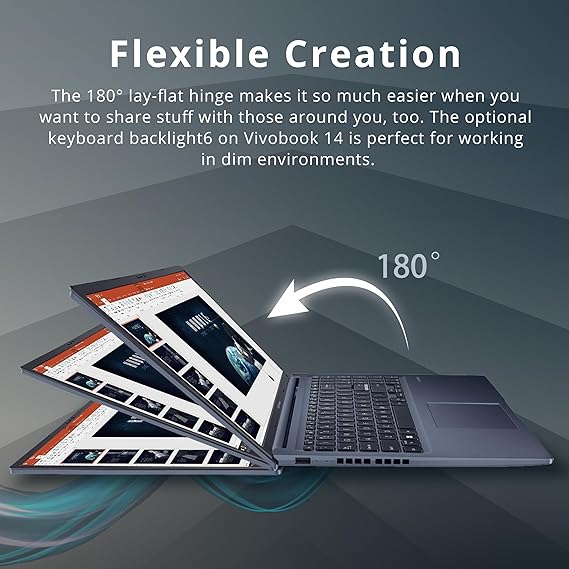 Flexible Creation
The 180° lay-flat hinge makes it so much easier when you
want to share stuff with those around you, too. The optional
keyboard backlight6 on Vivobook 14 is perfect for working
in dim environments.
180°